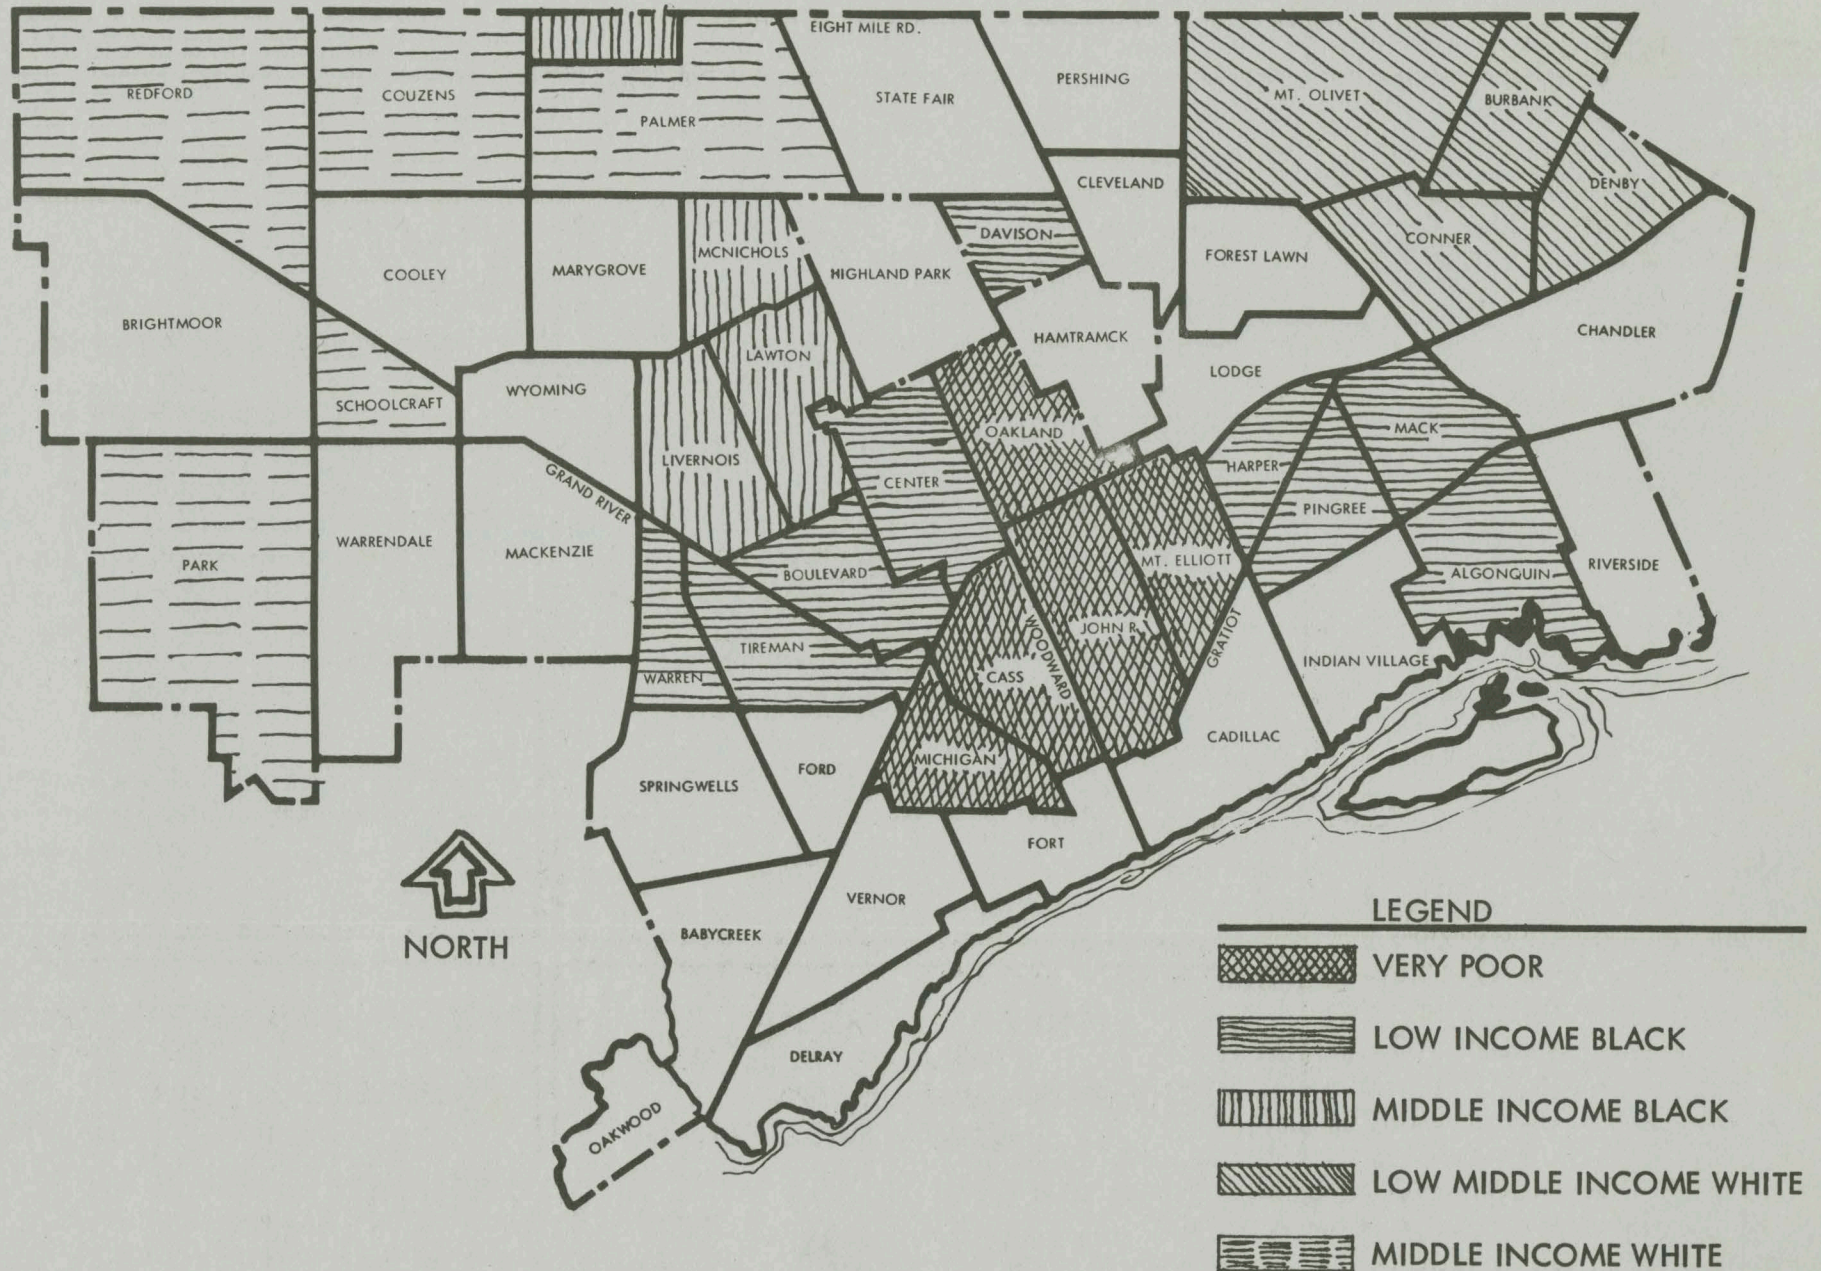 EIGHT MILE RD.
REDFORD
COUZENS
PALMER
STATE FAIR
PERSHING
MT. OLIVET
BURBANK
DENBY
CLEVELAND
DAVISON
CONNER
FOREST LAWN
MCNICHOLS
HIGHLAND PARK
MARYGROVE
COOLEY
BRIGHTMOOR
CHANDLER
HAMTRAMCK
LAWTON
LODGE
WYOMING
SCHOOLCRAFT
MACK
OAKLAND
LIVERNOIS
HARPER
CENTER
GRAND RIVER
PINGREE
WARRENDALE
MACKENZIE
PARK
BOULEVARD
MT. ELLIOTT
ALGONQUIN
RIVERSIDE
JOHN R.
GRATIOT
WOODWARD
TIREMAN
INDIAN VILLAGE
WARREN
CASS
CADILLAC
MICHIGAN
FORD
SPRINGWELLS
FORT
VERNOR
BABYCREEK
NORTH
DELRAY
OAKWOOD
LEGEND
VERY POOR
LOW INCOME BLACK
MIDDLE INCOME BLACK
LOW MIDDLE INCOME WHITE
MIDDLE INCOME WHITE